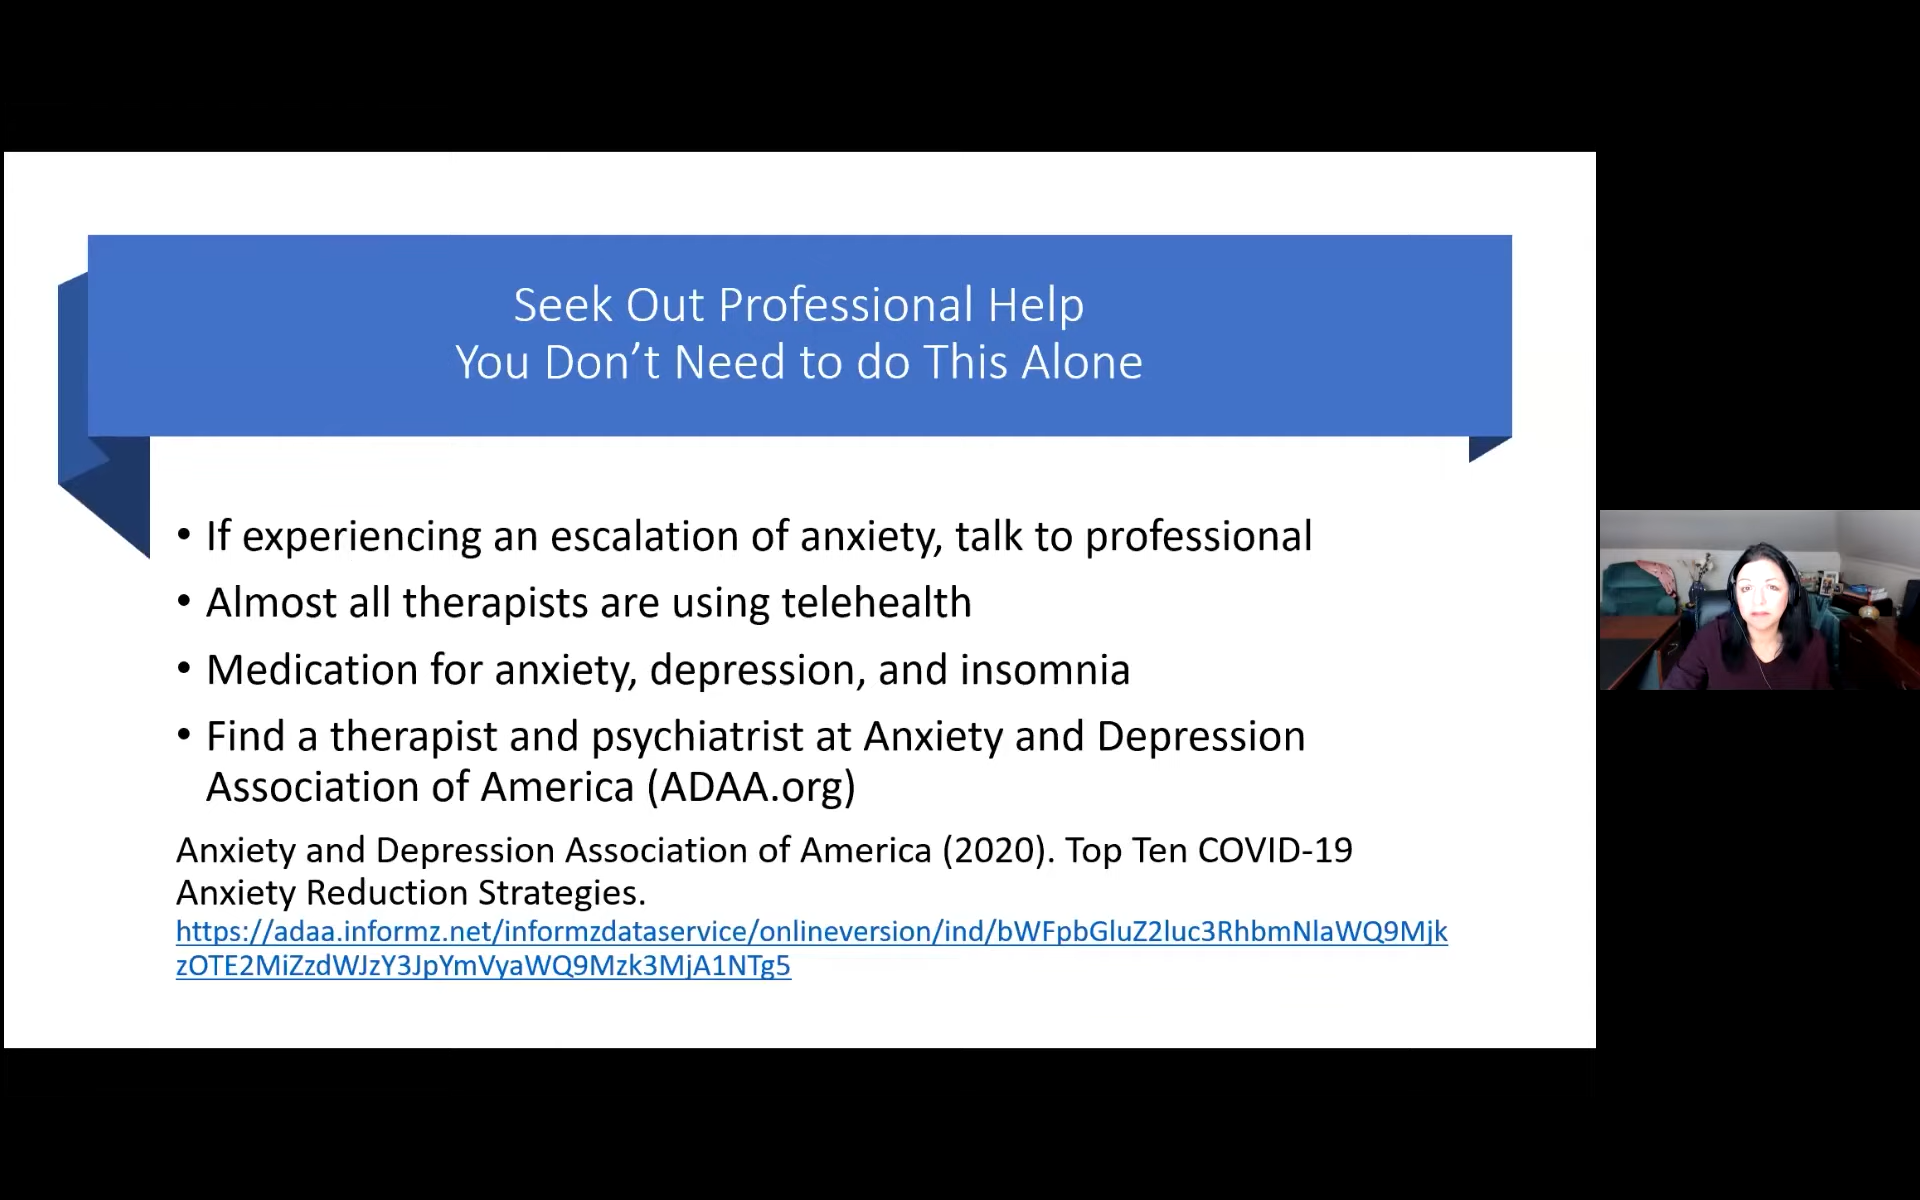 Seek Out Professional Help
You Don’t Need to do This Alone
• If experiencing an escalation of anxiety, talk to professional
• Almost all therapists are using telehealth
• Medication for anxiety, depression, and insomnia
• Find a therapist and psychiatrist at Anxiety and Depression
Association of America (ADAA.org)
Anxiety and Depression Association of America (2020). Top Ten COVID-19
Anxiety Reduction Strategies.
https://adaa.informz.net/informzdataservice/onlineversion/ind/bWFpbGluZ2luc3RhbmNlaWQ9Mjk
zOTE2MiZzdWJzY3JpYmVyaWQ9Mzk3MjA1NTg5